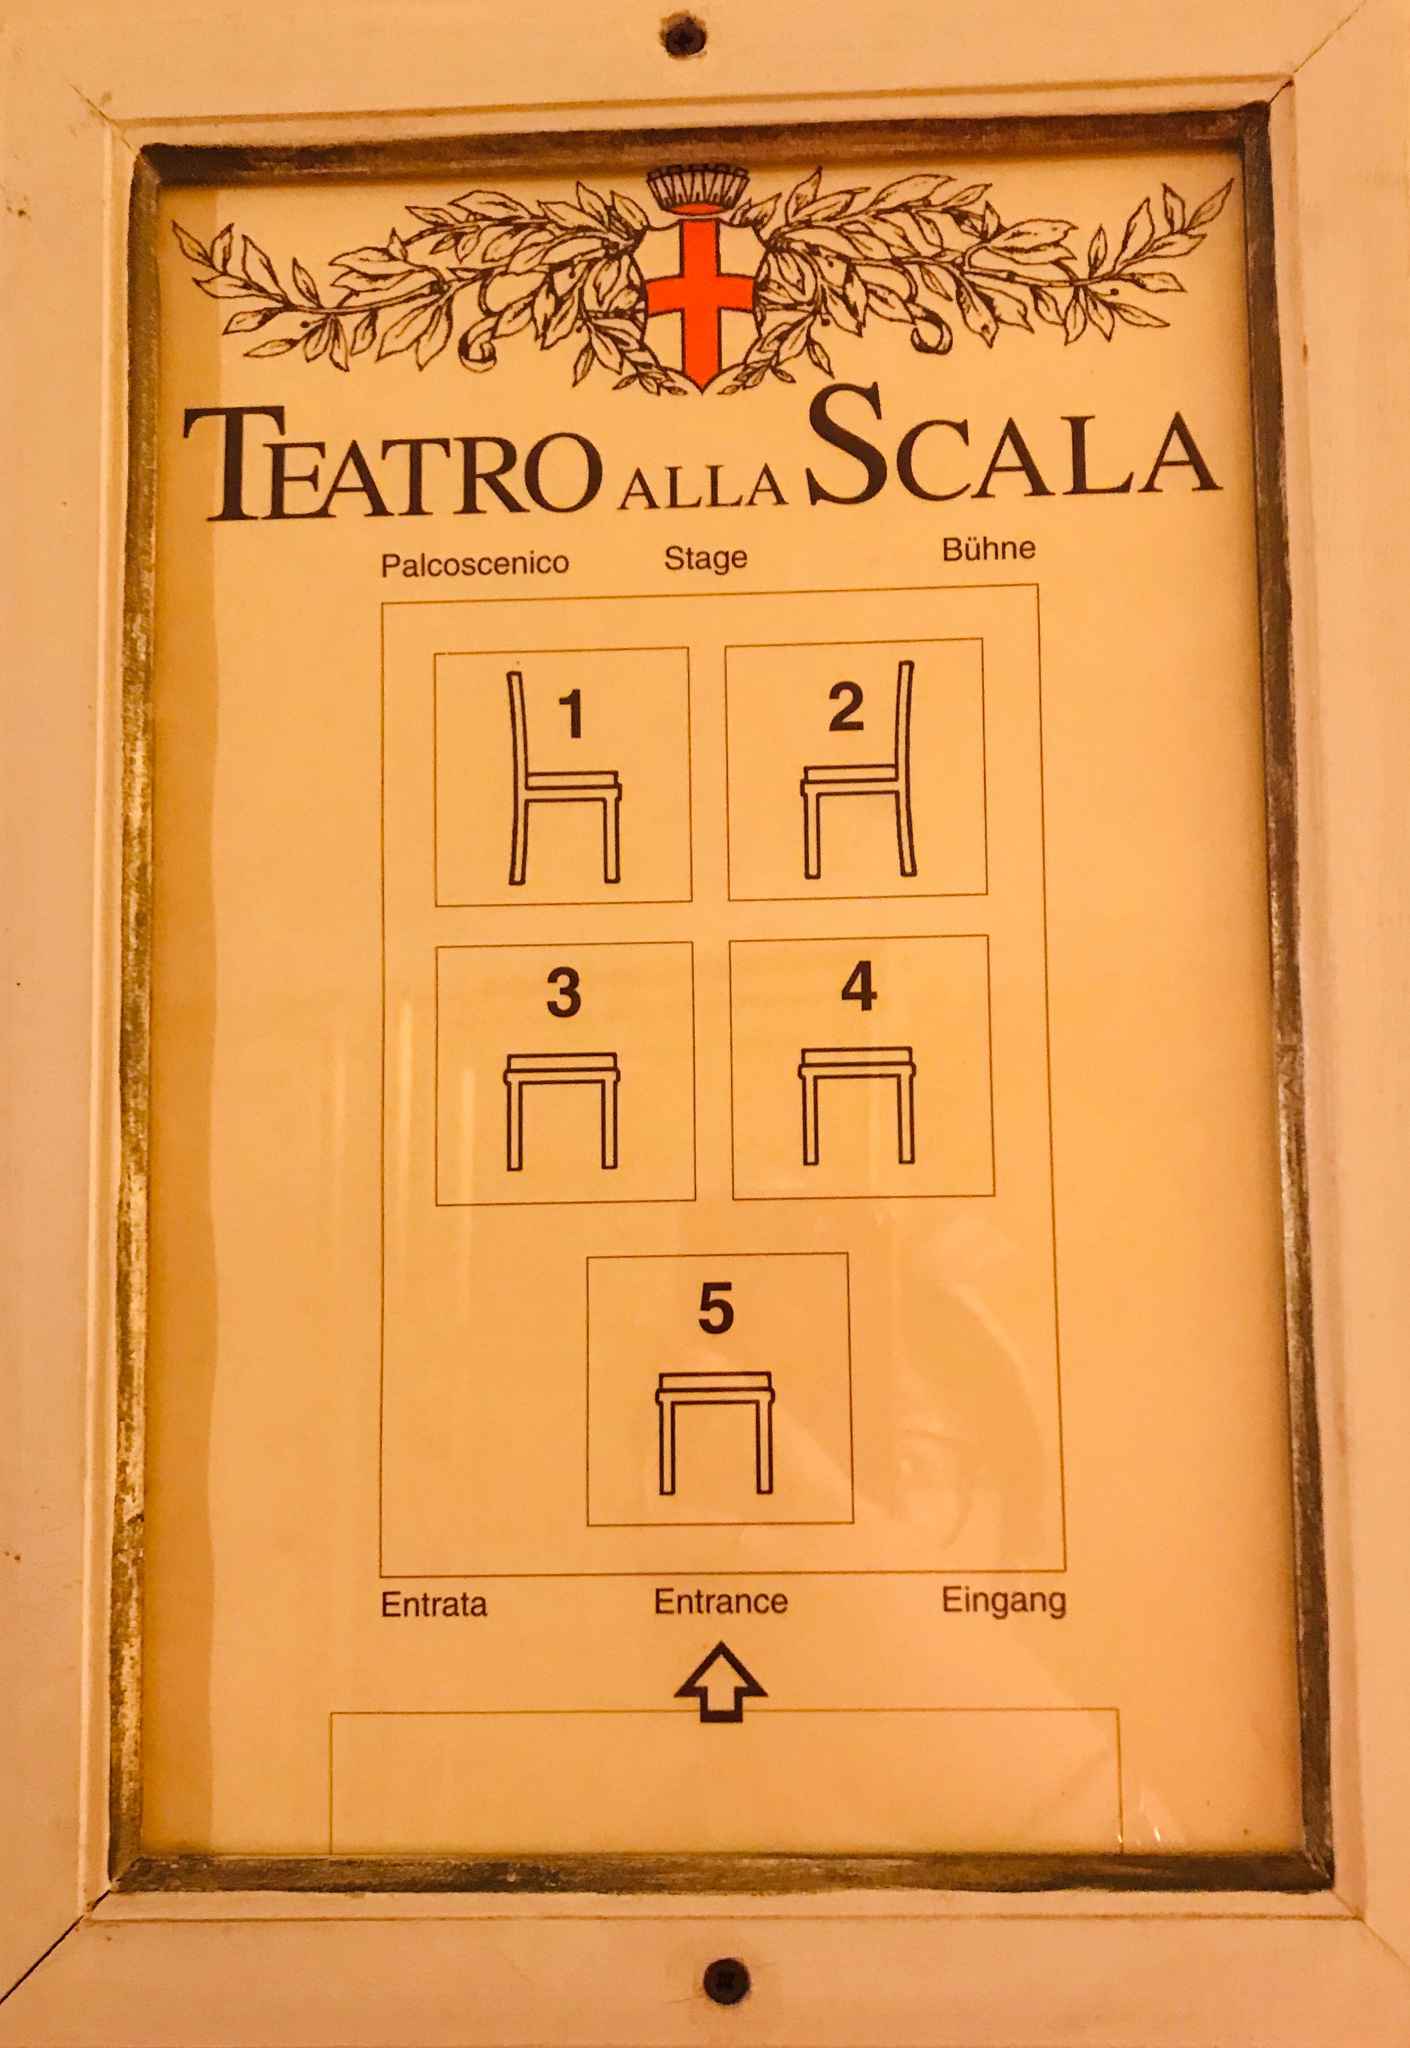 TEATRO ALLA SCALA
Palcoscenico Stage Bühne
1 2
3 4
5
Entrata Entrance Eingang